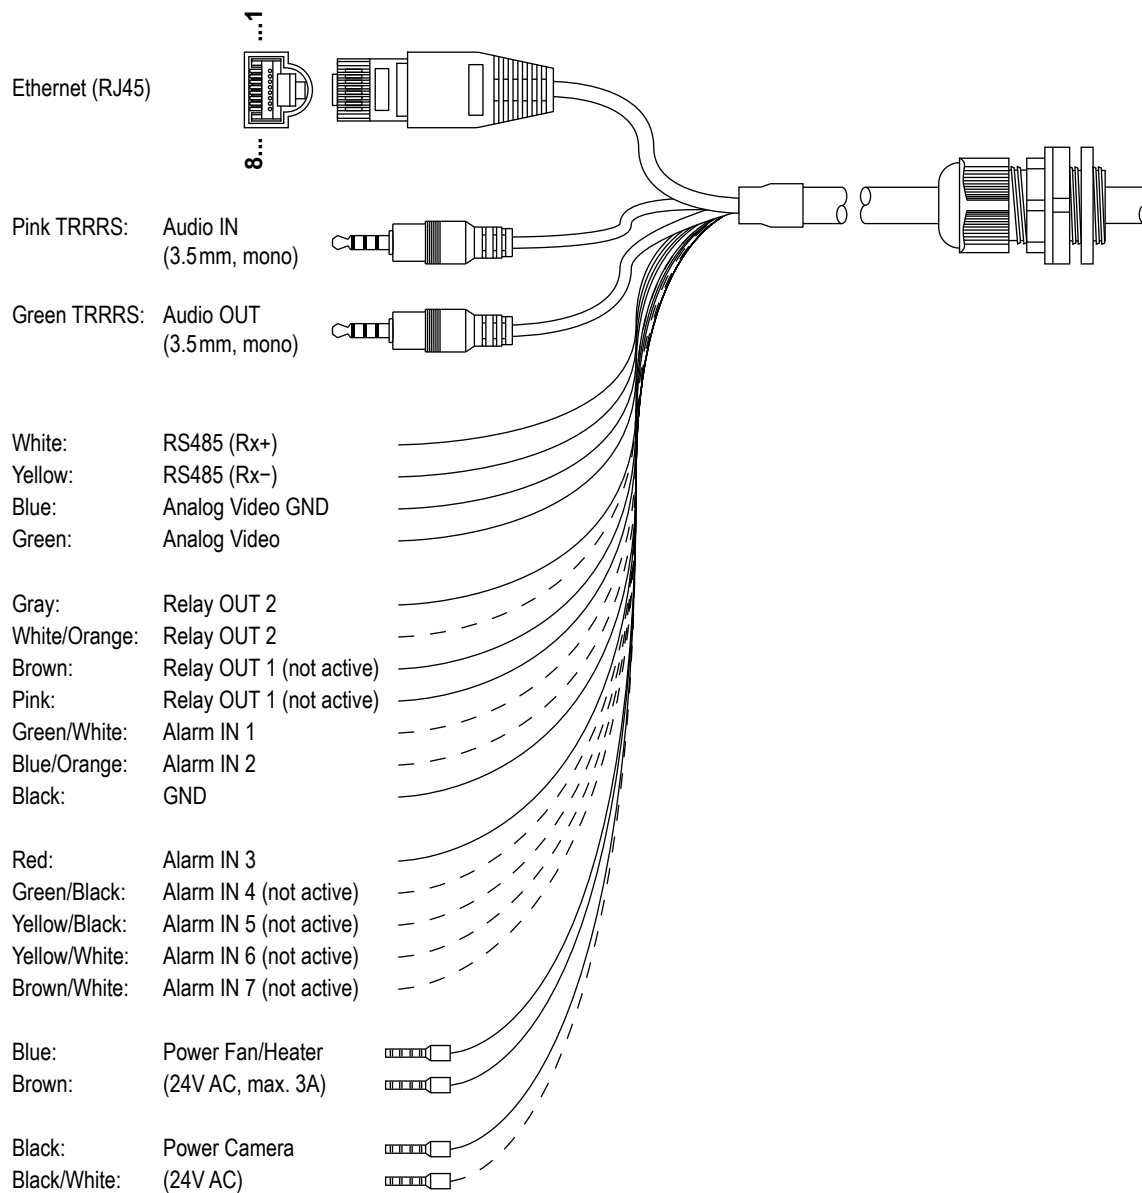 ...1
Ethernet (RJ45)
8...
Pink TRRRS: Audio IN
(3.5mm, mono)
Green TRRRS: Audio OUT
(3.5mm, mono)
White: RS485 (Rx+)
Yellow: RS485 (Rx−)
Blue: Analog Video GND
Green: Analog Video
Gray: Relay OUT 2
White/Orange: Relay OUT 2
Brown: Relay OUT 1 (not active)
Pink: Relay OUT 1 (not active)
Green/White: Alarm IN 1
Blue/Orange: Alarm IN 2
Black: GND
Red: Alarm IN 3
Green/Black: Alarm IN 4 (not active)
Yellow/Black: Alarm IN 5 (not active)
Yellow/White: Alarm IN 6 (not active)
Brown/White: Alarm IN 7 (not active)
Blue: Power Fan/Heater
Brown: (24V AC, max. 3A)
Black: Power Camera
Black/White: (24V AC)